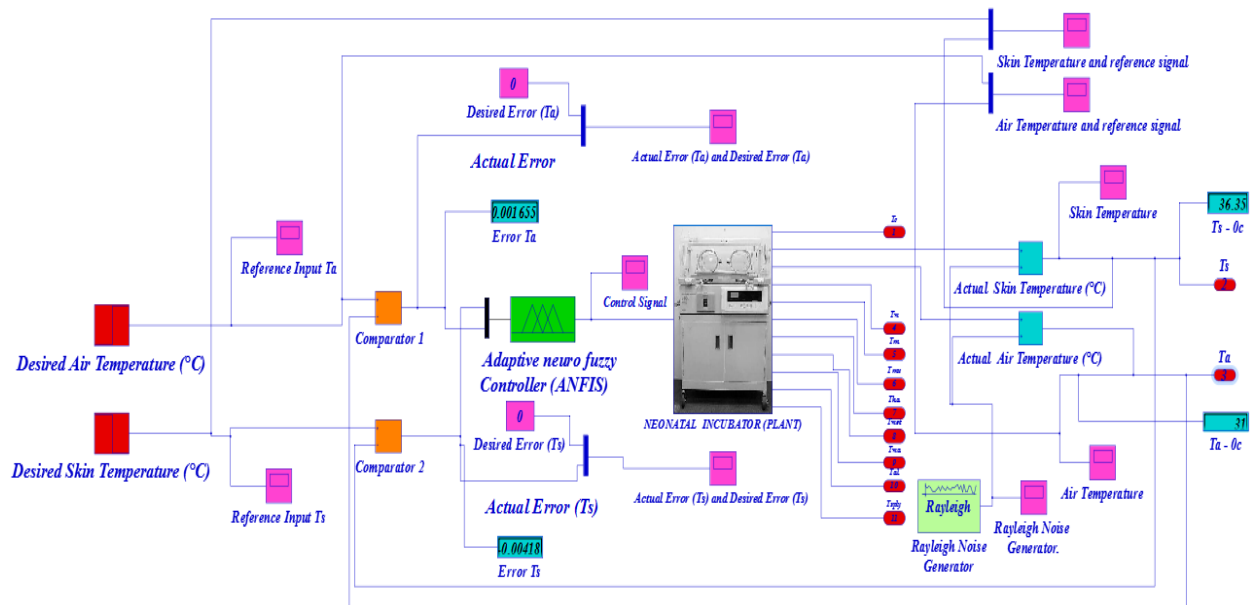 Skin Temperature and reference signal
0
Desired Error (Ta)
Air Temperature and reference signal
Actual Error
Actual Error (Ta) and Desired Error (Ta)
0.001655
Error Ta
Skin Temperature
36.35
Ts - 0c
Reference Input Ta
Control Signal
1
Actual Skin Temperature (°C)
Ts
2
Desired Air Temperature (°C)
Comparator 1
Adaptive neuro fuzzy
Controller (ANFIS)
Actual Air Temperature (°C)
Ta
3
0
Desired Error (Ts)
NEONATAL INCUBATOR (PLANT)
31
Ta - 0c
Desired Skin Temperature (°C)
Comparator 2
Reference Input Ts
Actual Error (Ts)
Actual Error (Ts) and Desired Error (Ts)
10
11
Rayleigh
Rayleigh Noise
Generator
Rayleigh Noise
Generator.
Air Temperature
-0.00418
Error Ts